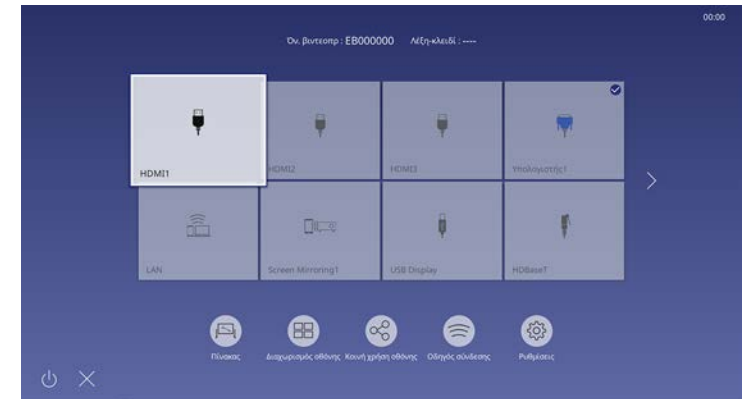 00:00
Όν. βιντεοπρ : EB000000 Λέξη-κλειδί : ----
HDMI1 HDMI2 HDMI3 Υπολογιστής1
LAN Screen Mirroring1 USB Display HDBaseT
Πίνακας Διαχωρισμός οθόνης Κοινή χρήση οθόνης Οδηγός σύνδεσης Ρυθμίσεις